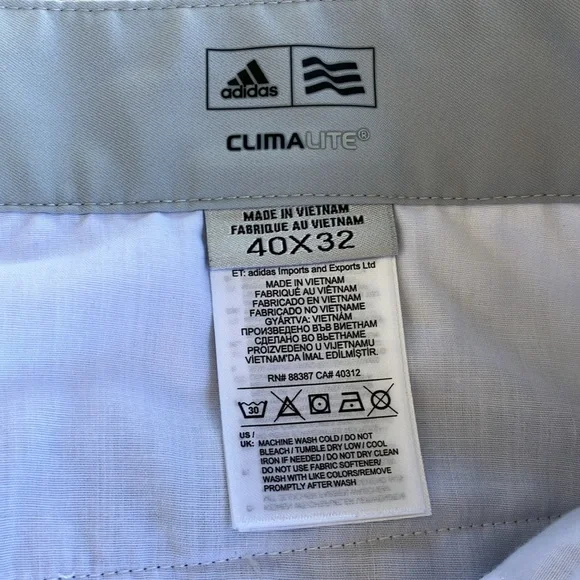 adidas
CLIMALITE®
MADE IN VIETNAM
FABRIQUE AU VIETNAM
40X32
ET: adidas Imports and Exports Ltd
MADE IN VIETNAM
FABRIQUÉ AU VIÊTNAM
FABRICADO EN VIETNAM
FABRICADO NO VIETNAME
GYÁRTVA: VIETNÁM
ПРОИЗВЕДЕНО ВЪВ ВИЕТНАМ
СДЕЛАНО ВО ВЬЕТНАМЕ
PROIZVEDENO U VIJETNAMU
VİETNAM'DA İMAL EDİLMİŞTİR.
RN# 88387 CA# 40312
30
US /
UK: MACHINE WASH COLD / DO NOT
BLEACH / TUMBLE DRY LOW / COOL
IRON IF NEEDED / DO NOT DRY CLEAN
DO NOT USE FABRIC SOFTENER/
WASH WITH LIKE COLORS/REMOVE
PROMPTLY AFTER WASH